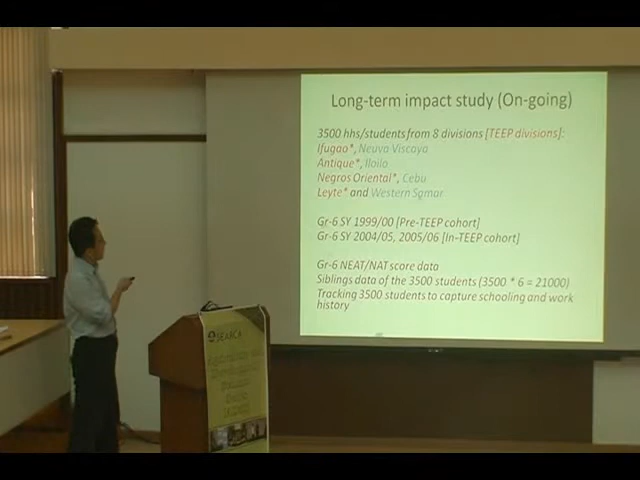 Long-term impact study (On-going)
3500 hhs/students from 8 divisions [TEEP divisions]:
Ifugao*, Neuva Viscaya
Antique*, Iloilo
Negros Oriental*, Cebu
Leyte* and Western Samar
Gr-6 SY 1999/00 [Pre-TEEP cohort]
Gr-6 SY 2004/05, 2005/06 [In-TEEP cohort]
Gr-6 NEAT/NAT score data
Siblings data of the 3500 students (3500 * 6 = 21000)
Tracking 3500 students to capture schooling and work
history
SEARCA